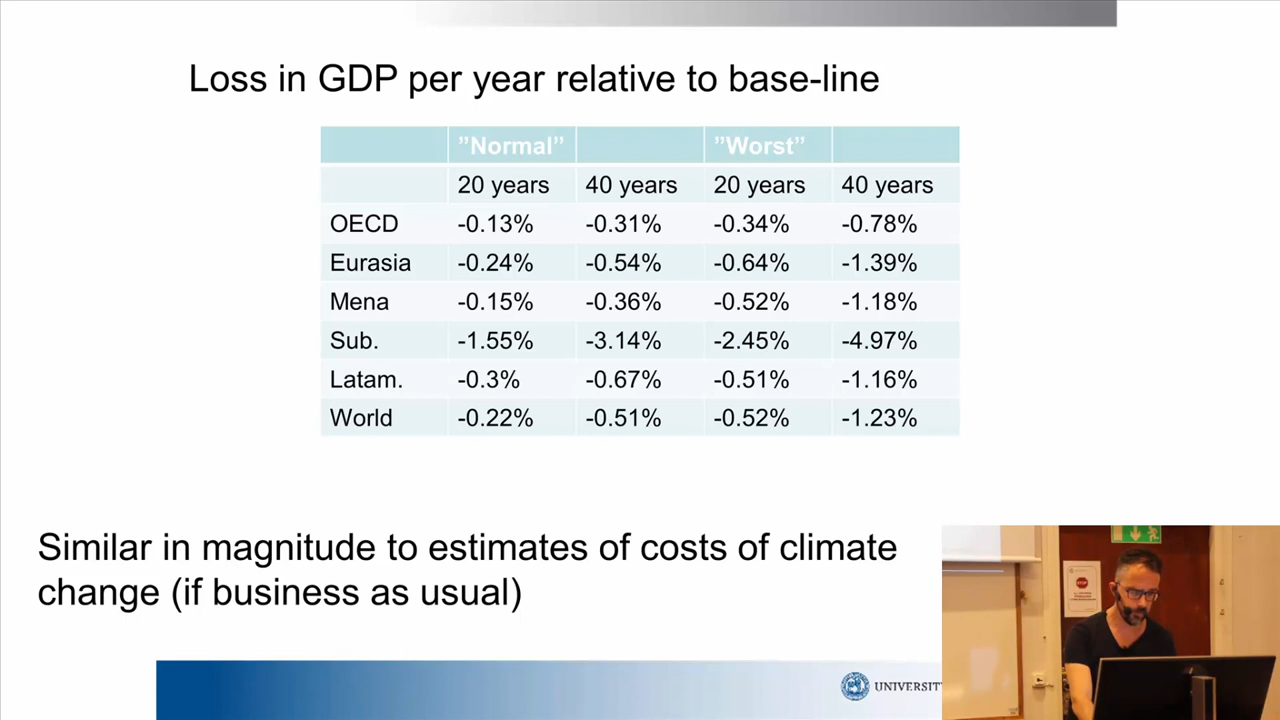 Loss in GDP per year relative to base-line
”Normal” ”Worst”
20 years 40 years 20 years 40 years
OECD -0.13% -0.31% -0.34% -0.78%
Eurasia -0.24% -0.54% -0.64% -1.39%
Mena -0.15% -0.36% -0.52% -1.18%
Sub. -1.55% -3.14% -2.45% -4.97%
Latam. -0.3% -0.67% -0.51% -1.16%
World -0.22% -0.51% -0.52% -1.23%
Similar in magnitude to estimates of costs of climate
change (if business as usual)
STOP